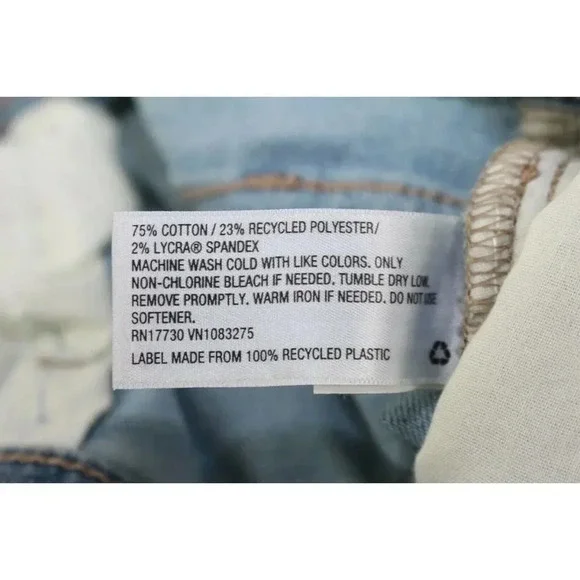 75% COTTON / 23% RECYCLED POLYESTER/
2% LYCRA® SPANDEX
MACHINE WASH COLD WITH LIKE COLORS. ONLY
NON-CHLORINE BLEACH IF NEEDED. TUMBLE DRY LOW.
REMOVE PROMPTLY. WARM IRON IF NEEDED. DO NOT USE
SOFTENER.
RN17730 VN1083275
LABEL MADE FROM 100% RECYCLED PLASTIC